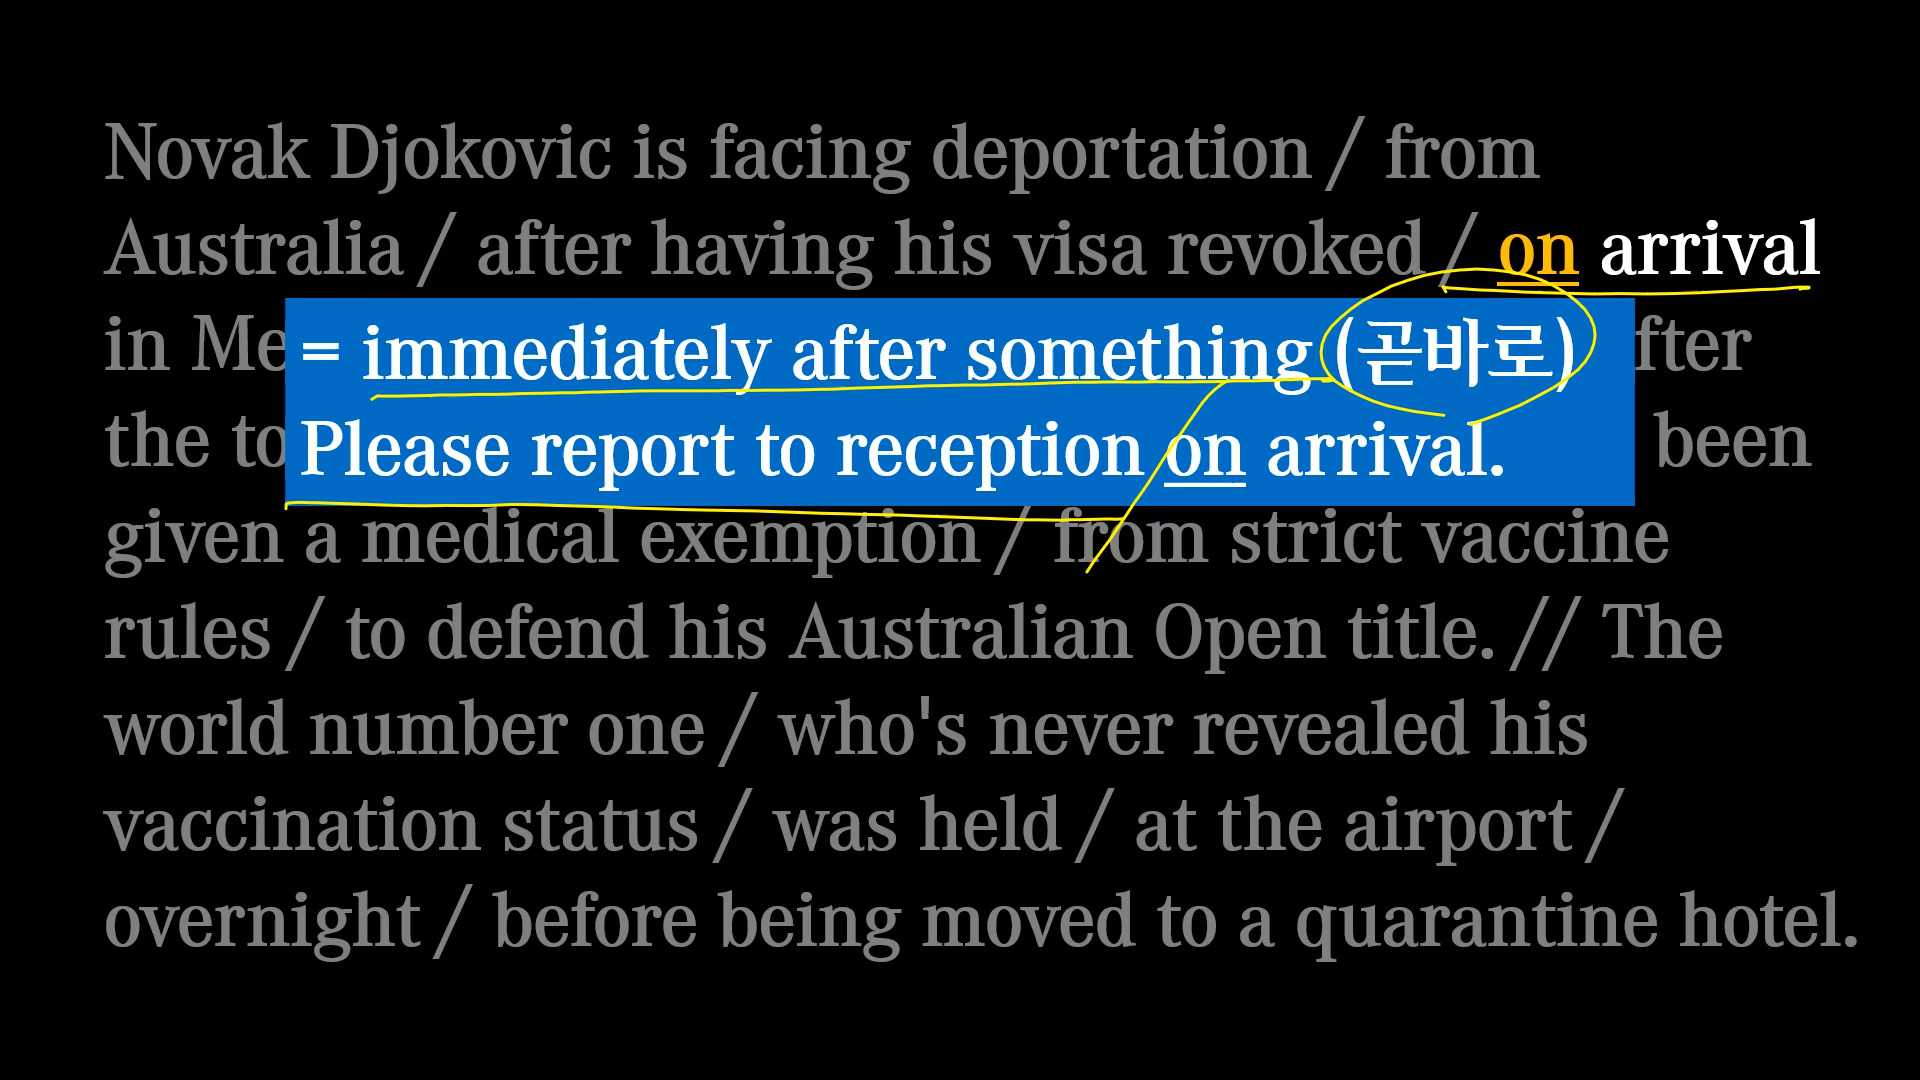 Novak Djokovic is facing deportation / from
Australia / after having his visa revoked / on arrival
in Me
= immediately after something (곧바로)
fter
the to
Please report to reception on arrival.
been
given a medical exemption / from strict vaccine
rules / to defend his Australian Open title. // The
world number one / who's never revealed his
vaccination status / was held / at the airport /
overnight / before being moved to a quarantine hotel.